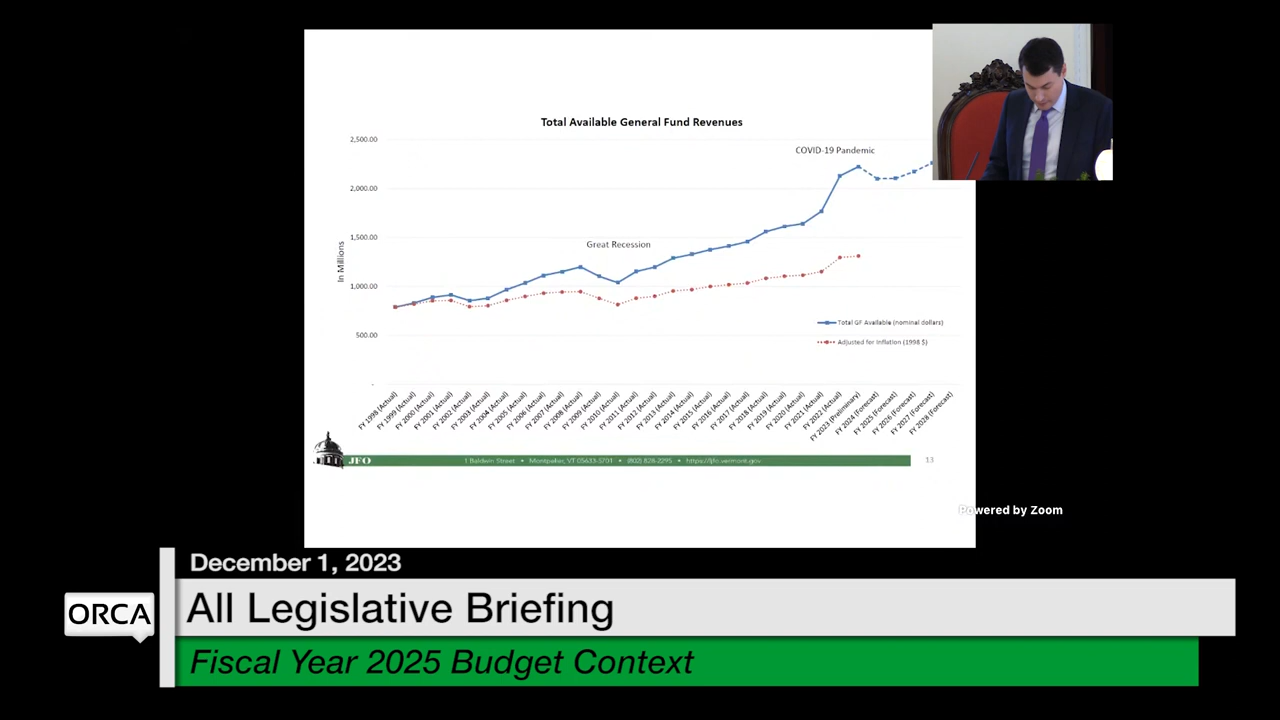 Total Available General Fund Revenues
2,500.00
COVID-19 Pandemic
2,000.00
1,500.00
Great Recession
In Millions
1,000.00
Total GF Available (nominal dollars)
Adjusted for Inflation (1998 $)
500.00
-
FY 1998 (Actual)
FY 1999 (Actual)
FY 2000 (Actual)
FY 2001 (Actual)
FY 2002 (Actual)
FY 2003 (Actual)
FY 2004 (Actual)
FY 2005 (Actual)
FY 2006 (Actual)
FY 2007 (Actual)
FY 2008 (Actual)
FY 2009 (Actual)
FY 2010 (Actual)
FY 2011 (Actual)
FY 2012 (Actual)
FY 2013 (Actual)
FY 2014 (Actual)
FY 2015 (Actual)
FY 2016 (Actual)
FY 2017 (Actual)
FY 2018 (Actual)
FY 2019 (Actual)
FY 2020 (Actual)
FY 2021 (Actual)
FY 2022 (Actual)
FY 2023 (Preliminary)
FY 2024 (Forecast)
FY 2025 (Forecast)
FY 2026 (Forecast)
FY 2027 (Forecast)
FY 2028 (Forecast)
JFO
1 Baldwin Street • Montpelier, VT 05633-5701 • (802) 828-2295 • https://jfo.vermont.gov
13
Powered by Zoom
December 1, 2023
ORCA
All Legislative Briefing
Fiscal Year 2025 Budget Context